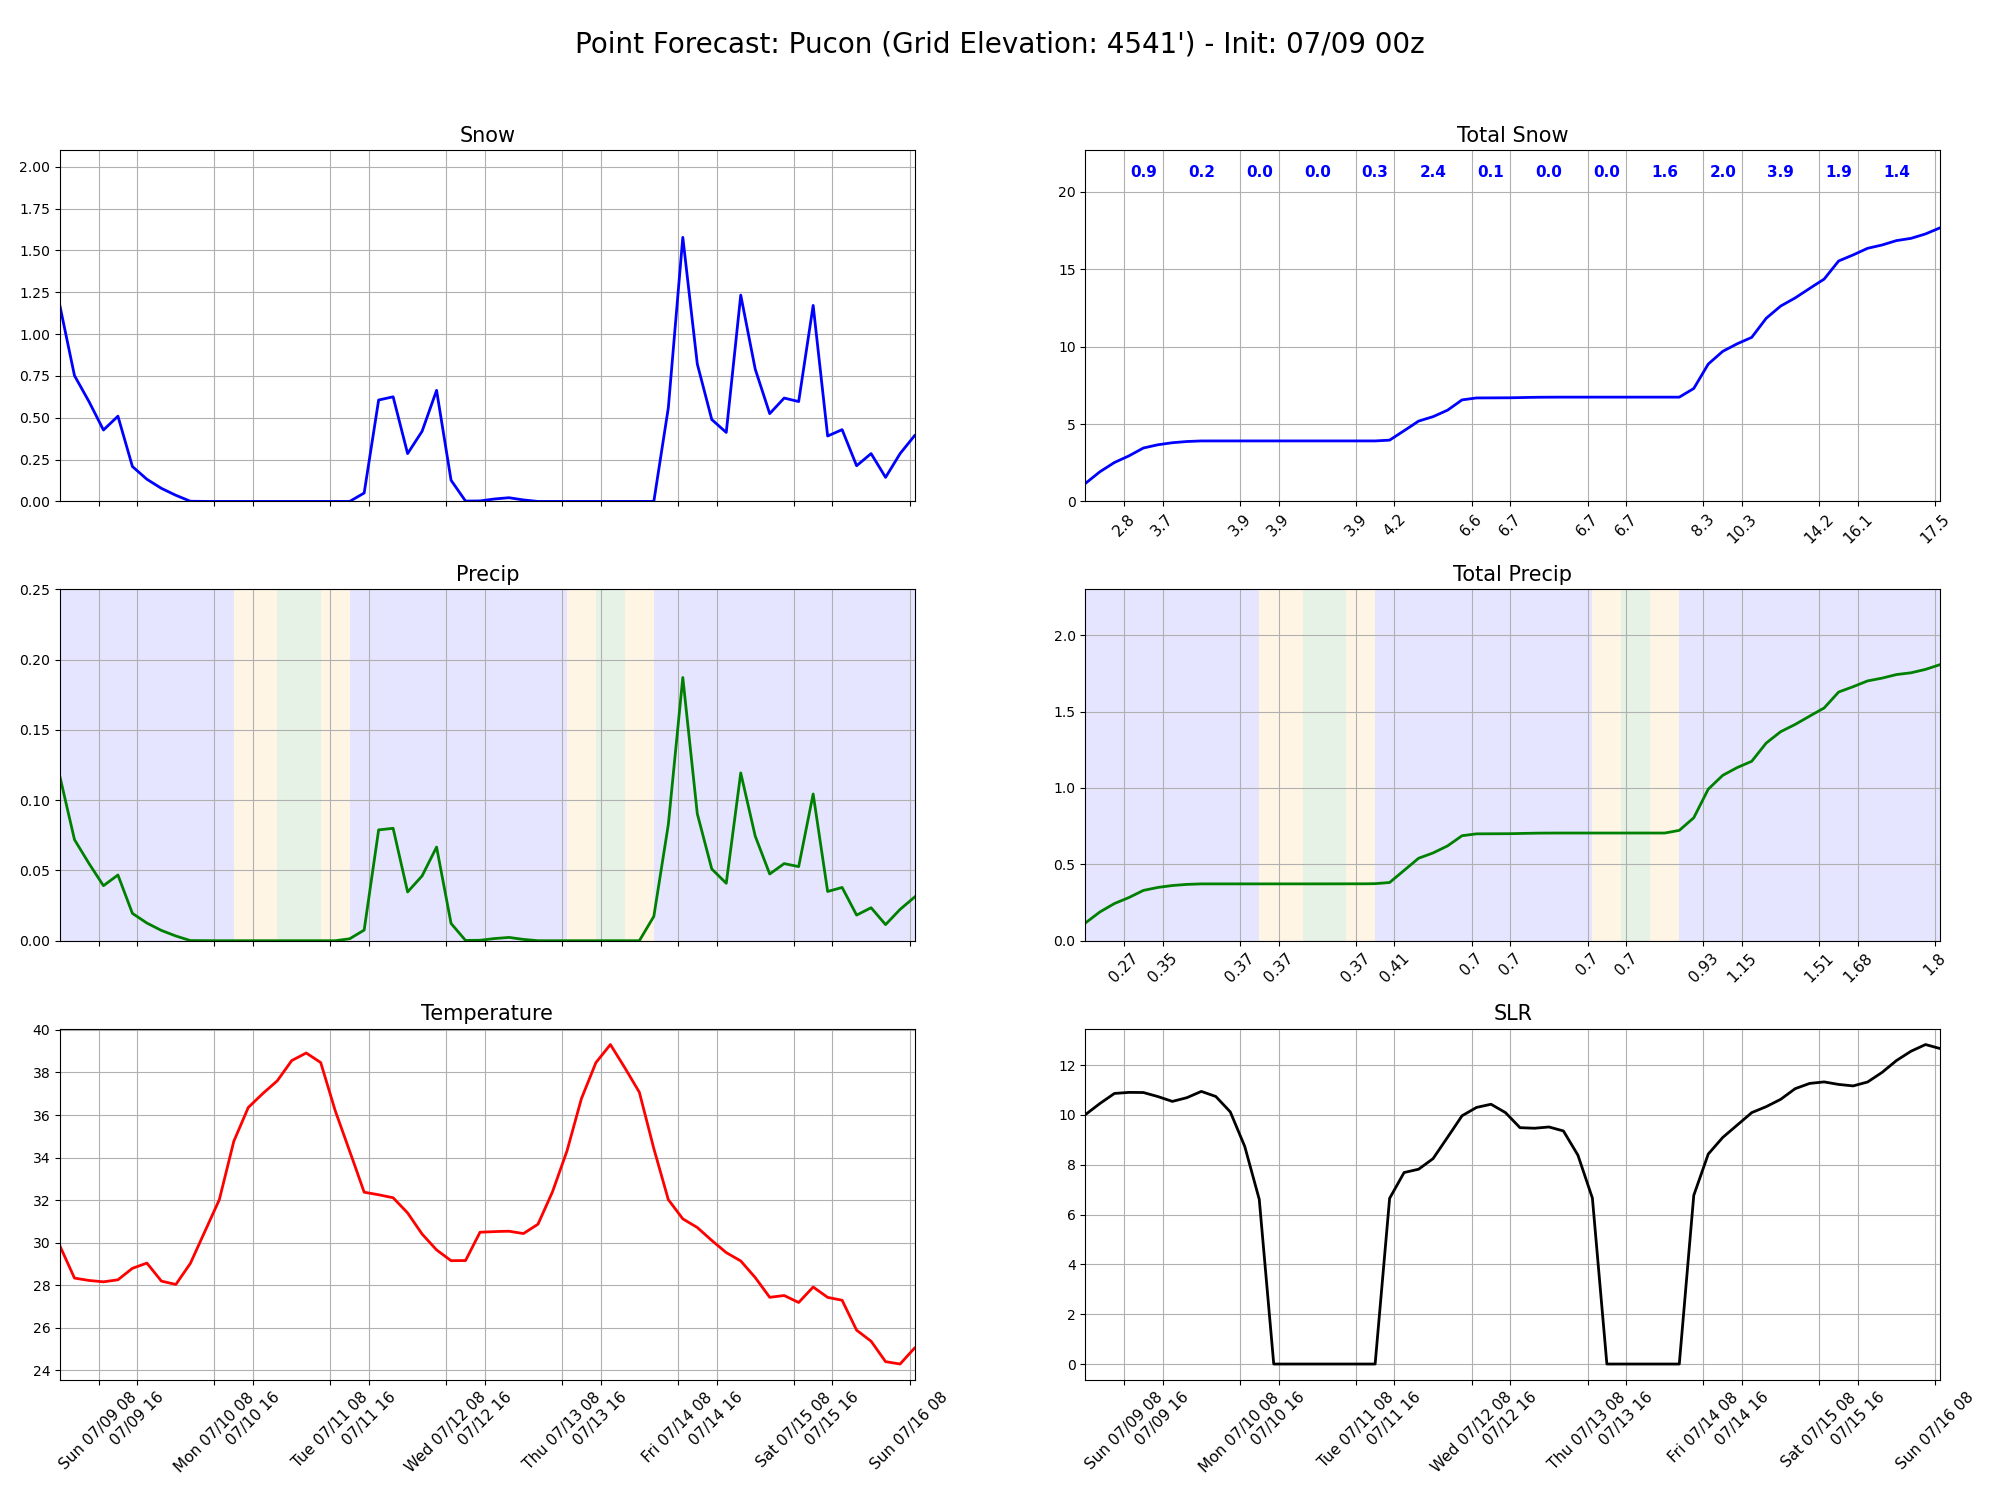 Point Forecast: Pucon (Grid Elevation: 4541') - Init: 07/09 00z
Snow
2.00
1.75
1.50
1.25
1.00
0.75
0.50
0.25
0.00
Total Snow
0.9 0.2 0.0 0.0 0.3 2.4 0.1 0.0 0.0 1.6 2.0 3.9 1.9 1.4
20
15
10
5
0
2.8 3.7 3.9 3.9 3.9 4.2 6.6 6.7 6.7 6.7 8.3 10.3 14.2 16.1 17.5
Precip
0.25
0.20
0.15
0.10
0.05
0.00
Total Precip
2.0
1.5
1.0
0.5
0.0
0.27 0.35 0.37 0.37 0.37 0.41 0.7 0.7 0.7 0.7 0.93 1.15 1.51 1.68 1.8
Temperature
40
38
36
34
32
30
28
26
24
Sun 07/09 08
07/09 16
Mon 07/10 08
07/10 16
Tue 07/11 08
07/11 16
Wed 07/12 08
07/12 16
Thu 07/13 08
07/13 16
Fri 07/14 08
07/14 16
Sat 07/15 08
07/15 16
Sun 07/16 08
SLR
12
10
8
6
4
2
0
Sun 07/09 08
07/09 16
Mon 07/10 08
07/10 16
Tue 07/11 08
07/11 16
Wed 07/12 08
07/12 16
Thu 07/13 08
07/13 16
Fri 07/14 08
07/14 16
Sat 07/15 08
07/15 16
Sun 07/16 08